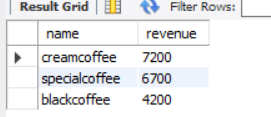 Result Grid Filter Rows:
name revenue
creamcoffee 7200
specialcoffee 6700
blackcoffee 4200